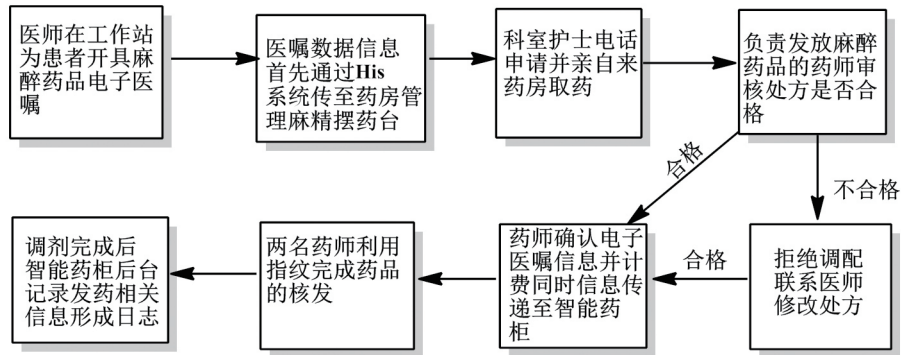 医师在工作站
为患者开具麻
醉药品电子医
嘱
医嘱数据信息
首先通过His
系统传至药房管
理麻精摆药台
科室护士电话
申请并亲自来
药房取药
负责发放麻醉
药品的药师审
核处方是否合
格
合格
不合格
调剂完成后
智能药柜后台
记录发药相关
信息形成日志
两名药师利用
指纹完成药品
的核发
药师确认电子
医嘱信息并计
费同时信息传
递至智能药
柜
合格
拒绝调配
联系医师
修改处方